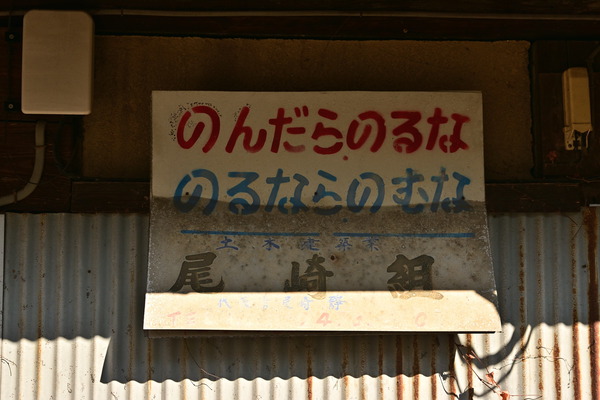 のんだらのるな
のるならのむな
土木建築業
尾崎組